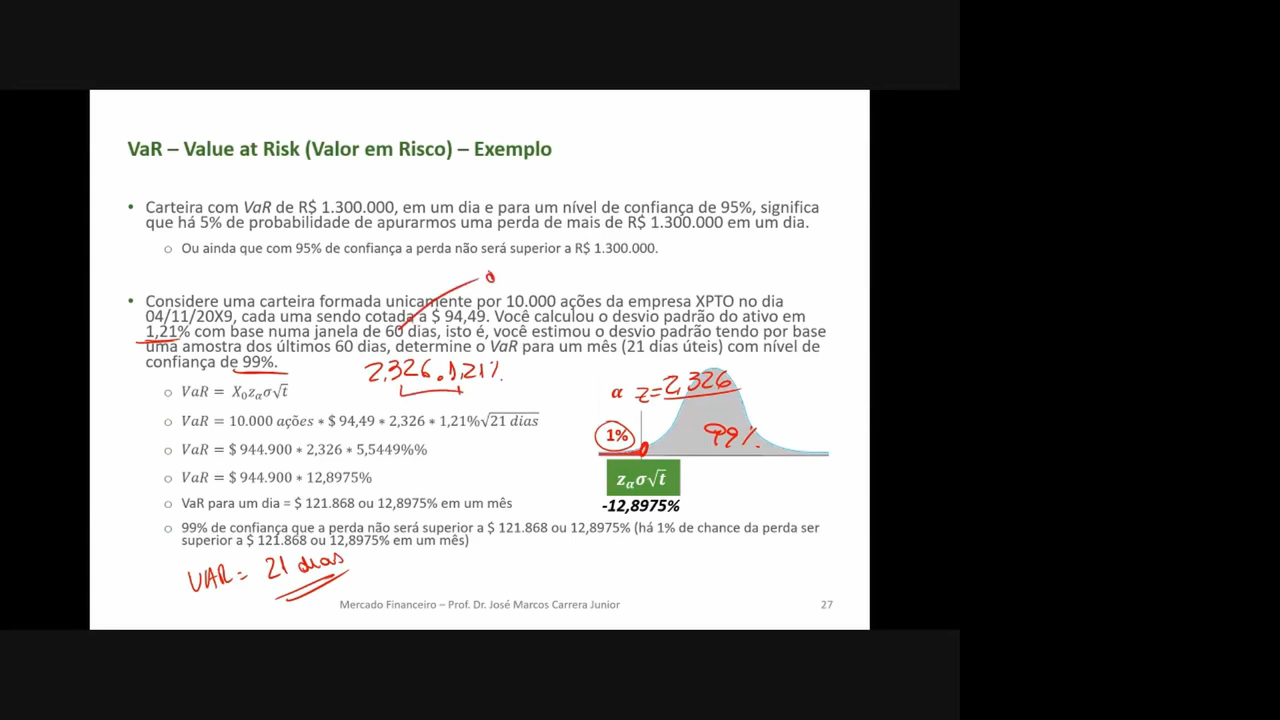 VaR – Value at Risk (Valor em Risco) – Exemplo
• Carteira com VaR de R$ 1.300.000, em um dia e para um nível de confiança de 95%, significa
que há 5% de probabilidade de apurarmos uma perda de mais de R$ 1.300.000 em um dia.
o Ou ainda que com 95% de confiança a perda não será superior a R$ 1.300.000.
• Considere uma carteira formada unicamente por 10.000 ações da empresa XPTO no dia
04/11/20X9, cada uma sendo cotada a $ 94,49. Você calculou o desvio padrão do ativo em
1,21% com base numa janela de 60 dias, isto é, você estimou o desvio padrão tendo por base
uma amostra dos últimos 60 dias, determine o VaR para um mês (21 dias úteis) com nível de
confiança de 99%.
2,326 . 1,21%
o VaR = X₀zασ√t
α z = 2,326
o VaR = 10.000 ações * $ 94,49 * 2,326 * 1,21%√21 dias
1% 99%
o VaR = $ 944.900 * 2,326 * 5,5449%%
o VaR = $ 944.900 * 12,8975%
zασ√t
o VaR para um dia = $ 121.868 ou 12,8975% em um mês
-12,8975%
o 99% de confiança que a perda não será superior a $ 121.868 ou 12,8975% (há 1% de chance da perda ser
superior a $ 121.868 ou 12,8975% em um mês)
VAR = 21 dias
Mercado Financeiro – Prof. Dr. José Marcos Carrera Junior
27